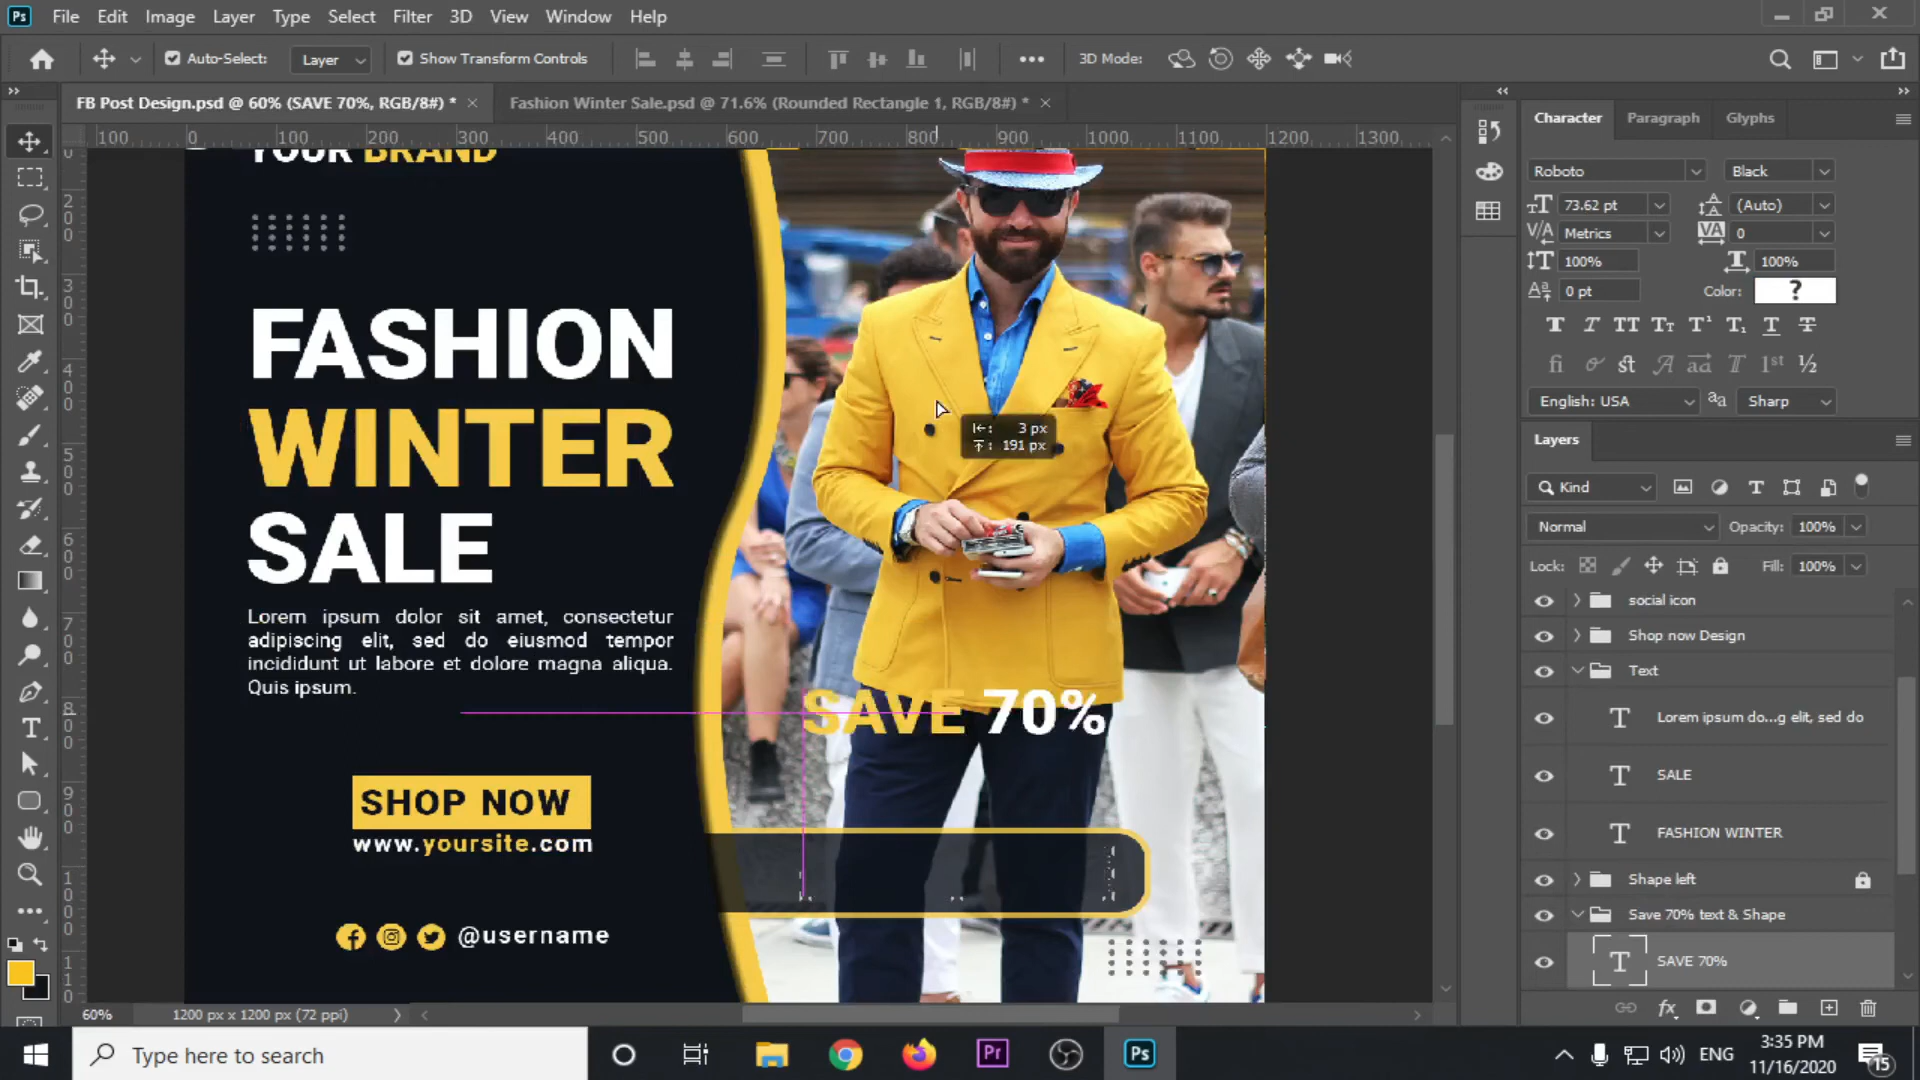 Ps File Edit Image Layer Type Select Filter 3D View Window Help
Auto-Select: Layer Show Transform Controls 3D Mode:
FB Post Design.psd @ 60% (SAVE 70%, RGB/8#) * Fashion Winter Sale.psd @ 71.6% (Rounded Rectangle 1, RGB/8#) *
100 0 100 200 300 400 500 600 700 800 900 1000 1100 1200 1300
YOUR BRAND
FASHION
WINTER
SALE
Lorem ipsum dolor sit amet, consectetur
adipiscing elit, sed do eiusmod tempor
incididunt ut labore et dolore magna aliqua.
Quis ipsum.
SHOP NOW
www.yoursite.com
@username
3 px
191 px
SAVE 70%
Character Paragraph Glyphs
Roboto Black
73.62 pt (Auto)
Metrics 0
100% 100%
0 pt Color: ?
English: USA Sharp
Layers
Kind
Normal Opacity: 100%
Lock: Fill: 100%
social icon
Shop now Design
Text
Lorem ipsum do...g elit, sed do
SALE
FASHION WINTER
Shape left
Save 70% text & Shape
SAVE 70%
60% 1200 px x 1200 px (72 ppi)
Type here to search
Pr
Ps
ENG
3:35 PM
11/16/2020
15